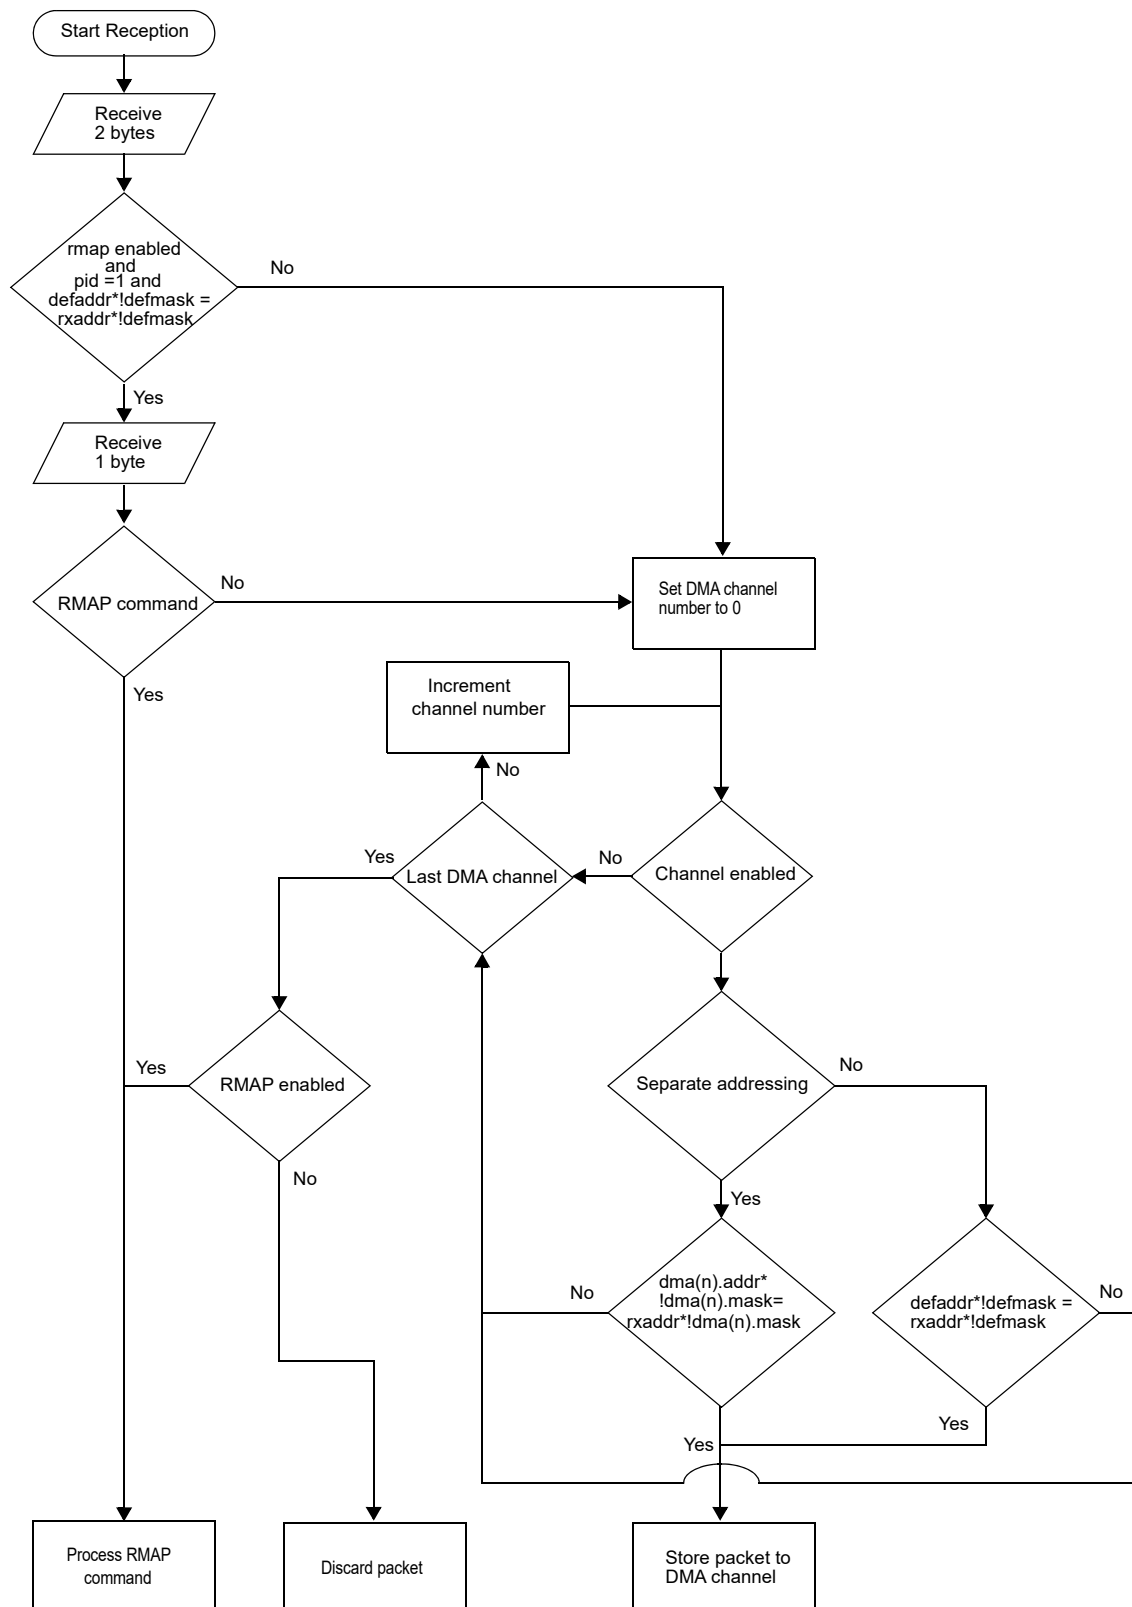 Start Reception
Receive
2 bytes
rmap enabled
and
pid =1 and
defaddr*!defmask =
rxaddr*!defmask
No
Yes
Receive
1 byte
RMAP command
No
Set DMA channel
number to 0
Yes
Increment
channel number
No
Yes
Last DMA channel
No
Channel enabled
Yes
RMAP enabled
No
Separate addressing
No
Yes
dma(n).addr*
!dma(n).mask=
rxaddr*!dma(n).mask
No
defaddr*!defmask =
rxaddr*!defmask
No
Yes
Yes
Process RMAP
command
Discard packet
Store packet to
DMA channel